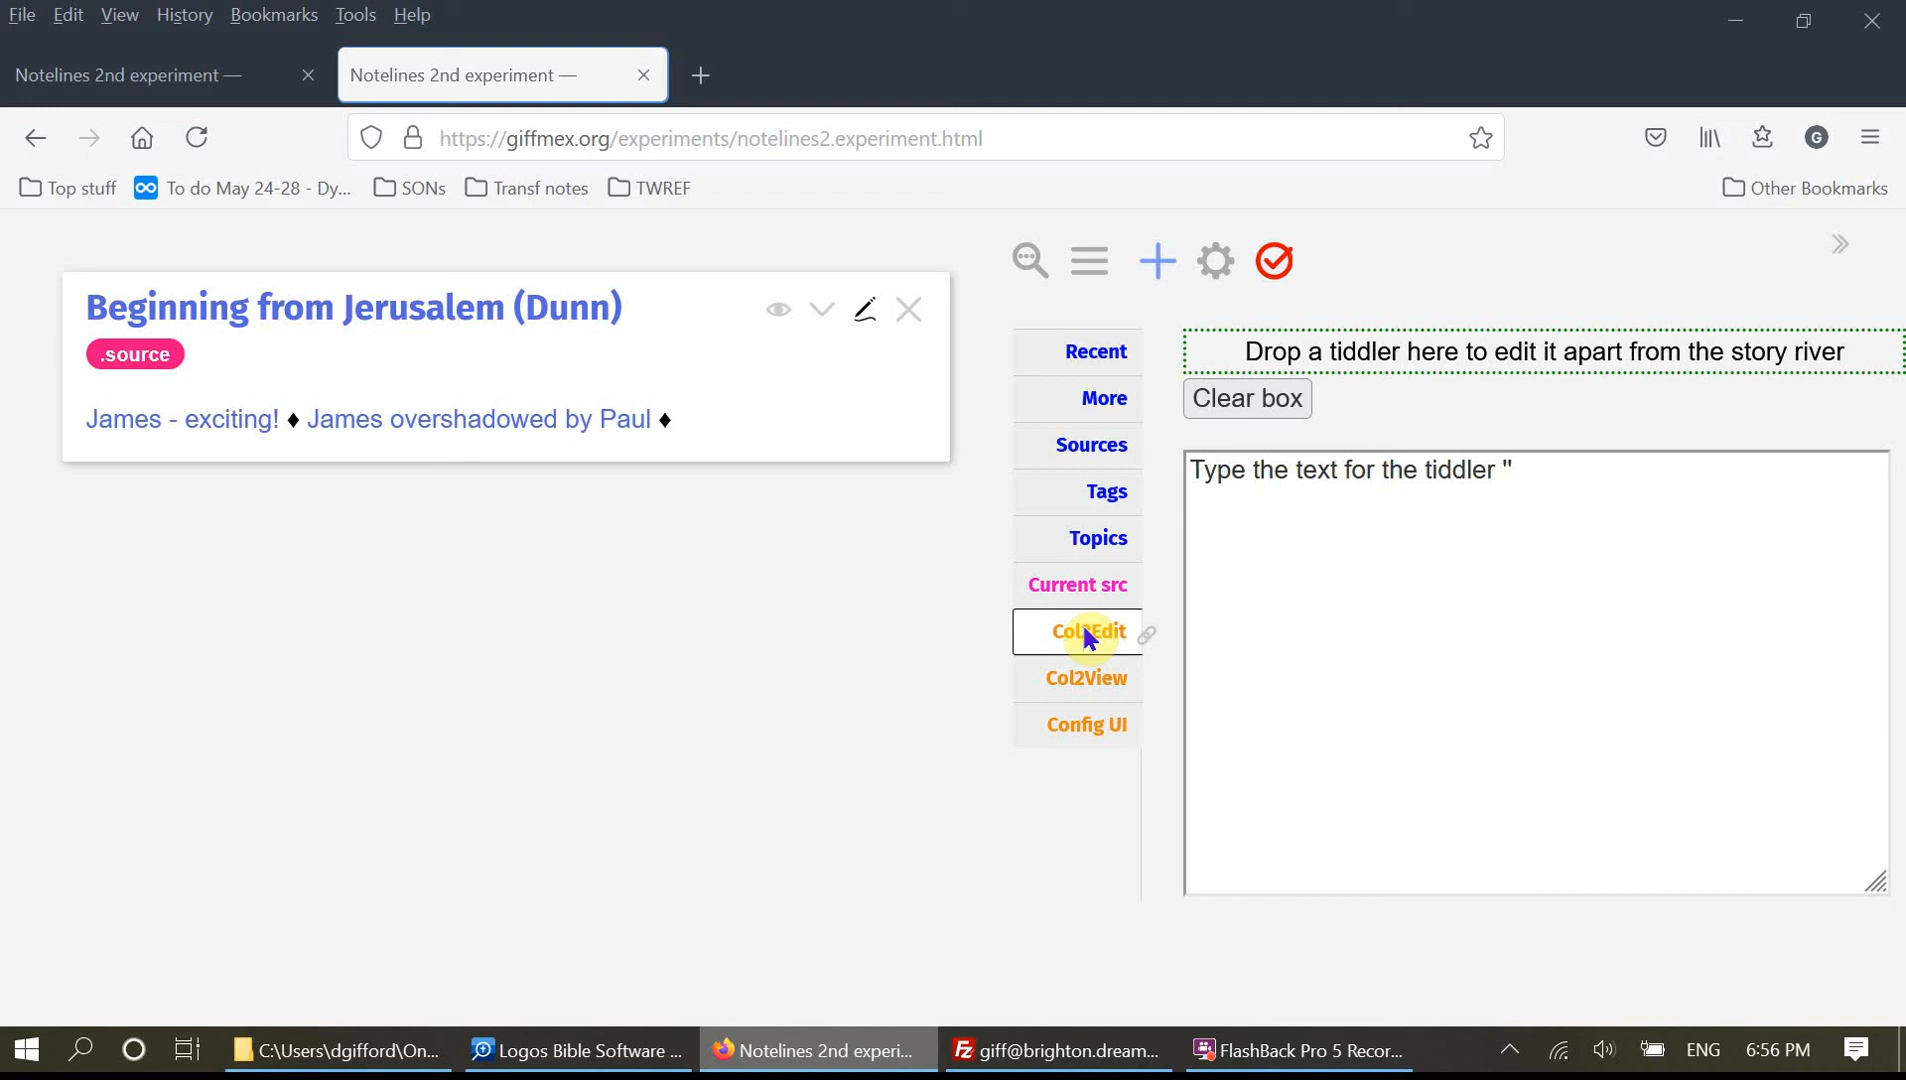 File Edit View History Bookmarks Tools Help
Notelines 2nd experiment —
Notelines 2nd experiment —
https://giffmex.org/experiments/notelines2.experiment.html
G
Top stuff
To do May 24-28 - Dy...
SONs
Transf notes
TWREF
Other Bookmarks
Beginning from Jerusalem (Dunn)
.source
James - exciting! ♦ James overshadowed by Paul ♦
Recent
More
Sources
Tags
Topics
Current src
Col2Edit
Col2View
Config UI
Drop a tiddler here to edit it apart from the story river
Clear box
Type the text for the tiddler "
C:\Users\dgifford\On...
Logos Bible Software ...
Notelines 2nd experi...
giff@brighton.dream...
FlashBack Pro 5 Recor...
ENG
6:56 PM